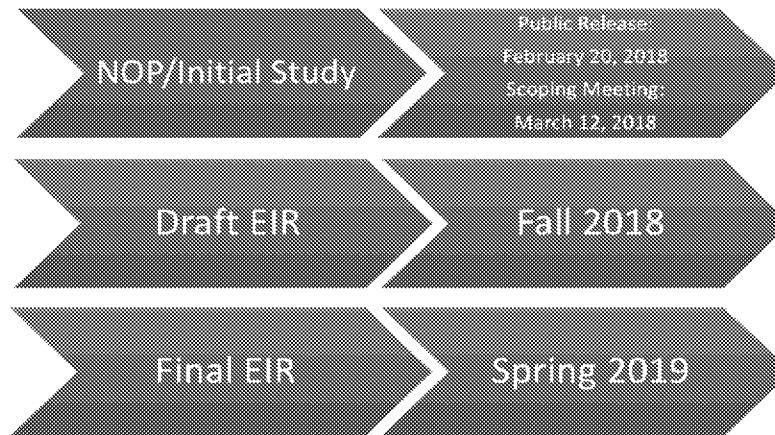 NOP/Initial Study
Public Release:
February 20, 2018
Scoping Meeting:
March 12, 2018
Draft EIR
Fall 2018
Final EIR
Spring 2019